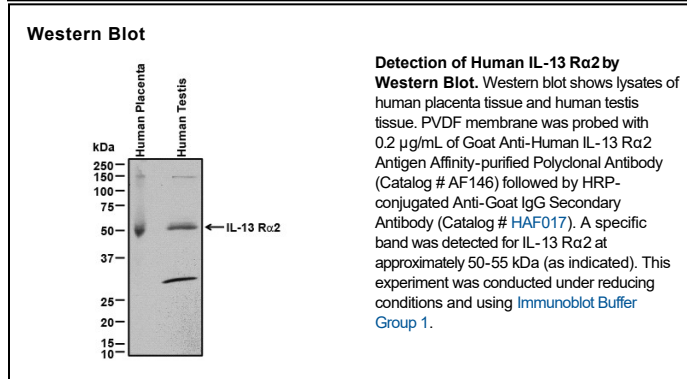 Western Blot
Human Placenta
Human Testis
kDa
250
150
100
75
50
37
25
20
15
10
IL-13 Rα2
Detection of Human IL-13 Rα2 by
Western Blot. Western blot shows lysates of
human placenta tissue and human testis
tissue. PVDF membrane was probed with
0.2 µg/mL of Goat Anti-Human IL-13 Rα2
Antigen Affinity-purified Polyclonal Antibody
(Catalog # AF146) followed by HRP-
conjugated Anti-Goat IgG Secondary
Antibody (Catalog # HAF017). A specific
band was detected for IL-13 Rα2 at
approximately 50-55 kDa (as indicated). This
experiment was conducted under reducing
conditions and using Immunoblot Buffer
Group 1.